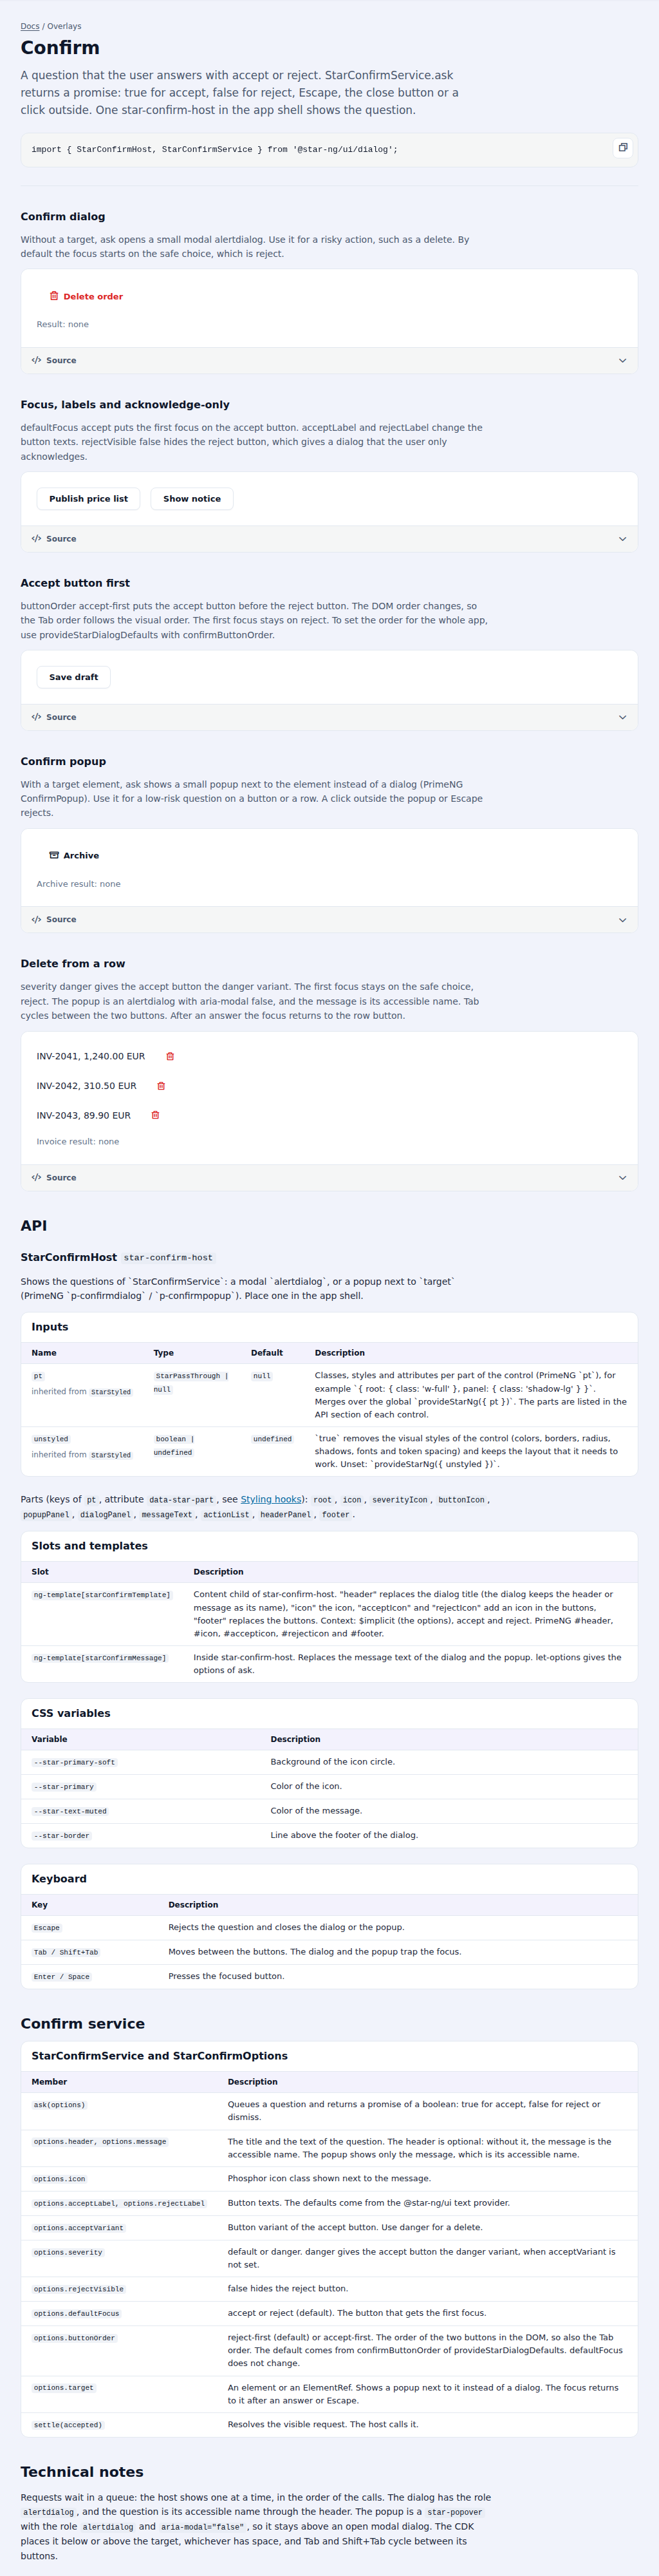 Docs / Overlays
Confirm
A question that the user answers with accept or reject. StarConfirmService.ask
returns a promise: true for accept, false for reject, Escape, the close button or a
click outside. One star-confirm-host in the app shell shows the question.
import { StarConfirmHost, StarConfirmService } from '@star-ng/ui/dialog';
Confirm dialog
Without a target, ask opens a small modal alertdialog. Use it for a risky action, such as a delete. By
default the focus starts on the safe choice, which is reject.
Delete order
Result: none
Source
Focus, labels and acknowledge-only
defaultFocus accept puts the first focus on the accept button. acceptLabel and rejectLabel change the
button texts. rejectVisible false hides the reject button, which gives a dialog that the user only
acknowledges.
Publish price list Show notice
Source
Accept button first
buttonOrder accept-first puts the accept button before the reject button. The DOM order changes, so
the Tab order follows the visual order. The first focus stays on reject. To set the order for the whole app,
use provideStarDialogDefaults with confirmButtonOrder.
Save draft
Source
Confirm popup
With a target element, ask shows a small popup next to the element instead of a dialog (PrimeNG
ConfirmPopup). Use it for a low-risk question on a button or a row. A click outside the popup or Escape
rejects.
Archive
Archive result: none
Source
Delete from a row
severity danger gives the accept button the danger variant. The first focus stays on the safe choice,
reject. The popup is an alertdialog with aria-modal false, and the message is its accessible name. Tab
cycles between the two buttons. After an answer the focus returns to the row button.
INV-2041, 1,240.00 EUR
INV-2042, 310.50 EUR
INV-2043, 89.90 EUR
Invoice result: none
Source
API
StarConfirmHost star-confirm-host
Shows the questions of `StarConfirmService`: a modal `alertdialog`, or a popup next to `target`
(PrimeNG `p-confirmdialog` / `p-confirmpopup`). Place one in the app shell.
Inputs
Name Type Default Description
pt StarPassThrough | null Classes, styles and attributes per part of the control (PrimeNG `pt`), for
inherited from StarStyled null example `{ root: { class: 'w-full' }, panel: { class: 'shadow-lg' } }`.
Merges over the global `provideStarNg({ pt })`. The parts are listed in the
API section of each control.
unstyled boolean | undefined `true` removes the visual styles of the control (colors, borders, radius,
inherited from StarStyled undefined shadows, fonts and token spacing) and keeps the layout that it needs to
work. Unset: `provideStarNg({ unstyled })`.
Parts (keys of pt, attribute data-star-part, see Styling hooks): root, icon, severityIcon, buttonIcon,
popupPanel, dialogPanel, messageText, actionList, headerPanel, footer.
Slots and templates
Slot Description
ng-template[starConfirmTemplate] Content child of star-confirm-host. "header" replaces the dialog title (the dialog keeps the header or
message as its name), "icon" the icon, "acceptIcon" and "rejectIcon" add an icon in the buttons,
"footer" replaces the buttons. Context: $implicit (the options), accept and reject. PrimeNG #header,
#icon, #accepticon, #rejecticon and #footer.
ng-template[starConfirmMessage] Inside star-confirm-host. Replaces the message text of the dialog and the popup. let-options gives the
options of ask.
CSS variables
Variable Description
--star-primary-soft Background of the icon circle.
--star-primary Color of the icon.
--star-text-muted Color of the message.
--star-border Line above the footer of the dialog.
Keyboard
Key Description
Escape Rejects the question and closes the dialog or the popup.
Tab / Shift+Tab Moves between the buttons. The dialog and the popup trap the focus.
Enter / Space Presses the focused button.
Confirm service
StarConfirmService and StarConfirmOptions
Member Description
ask(options) Queues a question and returns a promise of a boolean: true for accept, false for reject or
dismiss.
options.header, options.message The title and the text of the question. The header is optional: without it, the message is the
accessible name. The popup shows only the message, which is its accessible name.
options.icon Phosphor icon class shown next to the message.
options.acceptLabel, options.rejectLabel Button texts. The defaults come from the @star-ng/ui text provider.
options.acceptVariant Button variant of the accept button. Use danger for a delete.
options.severity default or danger. danger gives the accept button the danger variant, when acceptVariant is
not set.
options.rejectVisible false hides the reject button.
options.defaultFocus accept or reject (default). The button that gets the first focus.
options.buttonOrder reject-first (default) or accept-first. The order of the two buttons in the DOM, so also the Tab
order. The default comes from confirmButtonOrder of provideStarDialogDefaults. defaultFocus
does not change.
options.target An element or an ElementRef. Shows a popup next to it instead of a dialog. The focus returns
to it after an answer or Escape.
settle(accepted) Resolves the visible request. The host calls it.
Technical notes
Requests wait in a queue: the host shows one at a time, in the order of the calls. The dialog has the role
alertdialog, and the question is its accessible name through the header. The popup is a star-popover
with the role alertdialog and aria-modal="false", so it stays above an open modal dialog. The CDK
places it below or above the target, whichever has space, and Tab and Shift+Tab cycle between its
buttons.